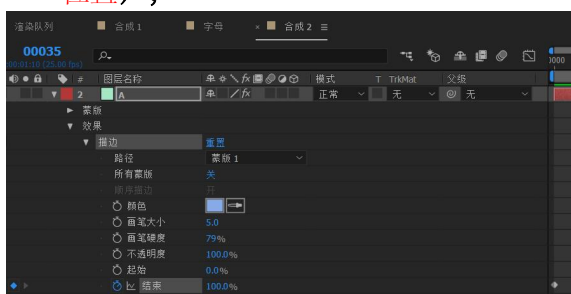 渲染队列 合成 1 字母 × 合成 2 ≡
00035
0:00:01:10 (25.00 fps)
# 图层名称 模式 T TrkMat 父级
2 A 正常 无 无
蒙版
效果
描边 重置
路径 蒙版 1
所有蒙版 关
顺序描边 开
颜色
画笔大小 5.0
画笔硬度 79%
不透明度 100.0%
起始 0.0%
结束 100.0%